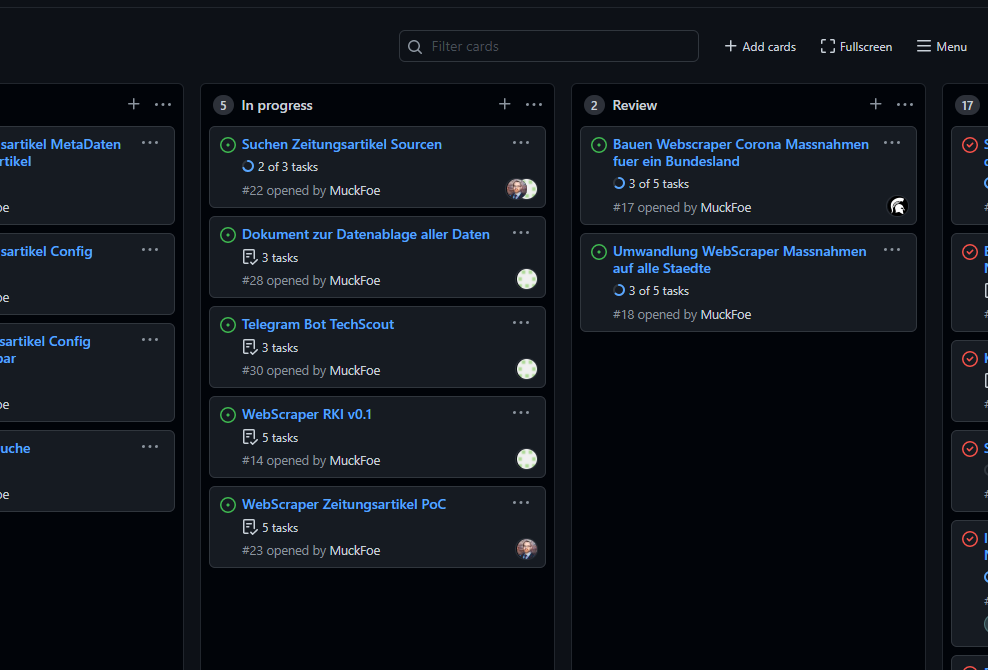 Filter cards
Add cards
Fullscreen
Menu
sartikel MetaDaten
rtikel
oe
sartikel Config
oe
sartikel Config
bar
oe
uche
oe
5 In progress
Suchen Zeitungsartikel Sourcen
2 of 3 tasks
#22 opened by MuckFoe
Dokument zur Datenablage aller Daten
3 tasks
#28 opened by MuckFoe
Telegram Bot TechScout
3 tasks
#30 opened by MuckFoe
WebScraper RKI v0.1
5 tasks
#14 opened by MuckFoe
WebScraper Zeitungsartikel PoC
5 tasks
#23 opened by MuckFoe
2 Review
Bauen Webscraper Corona Massnahmen
fuer ein Bundesland
3 of 5 tasks
#17 opened by MuckFoe
Umwandlung WebScraper Massnahmen
auf alle Staedte
3 of 5 tasks
#18 opened by MuckFoe
17